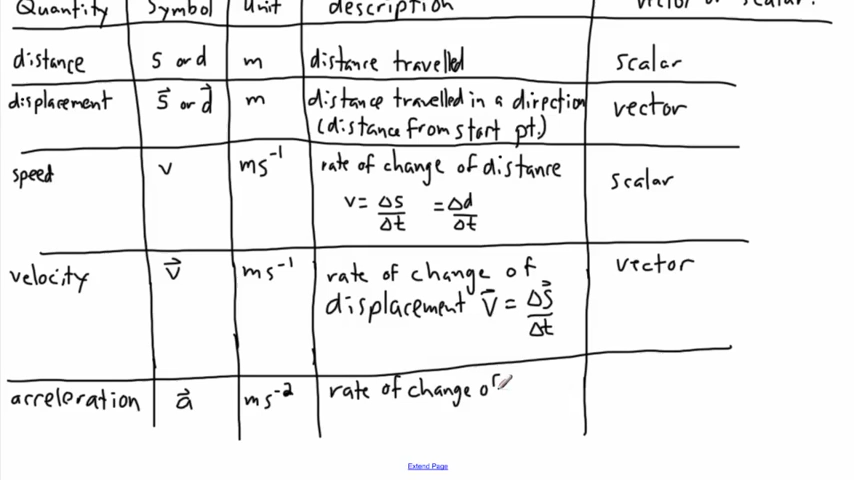 Quantity Symbol Unit description vector or scalar?
distance s or d m distance travelled scalar
displacement s⃗ or d⃗ m distance travelled in a direction vector
(distance from start pt.)
speed v ms⁻¹ rate of change of distance scalar
v = Δs/Δt = Δd/Δt
velocity v⃗ ms⁻¹ rate of change of vector
displacement v⃗ = Δs⃗/Δt
acrleration a⃗ ms⁻² rate of change of
Extend Page